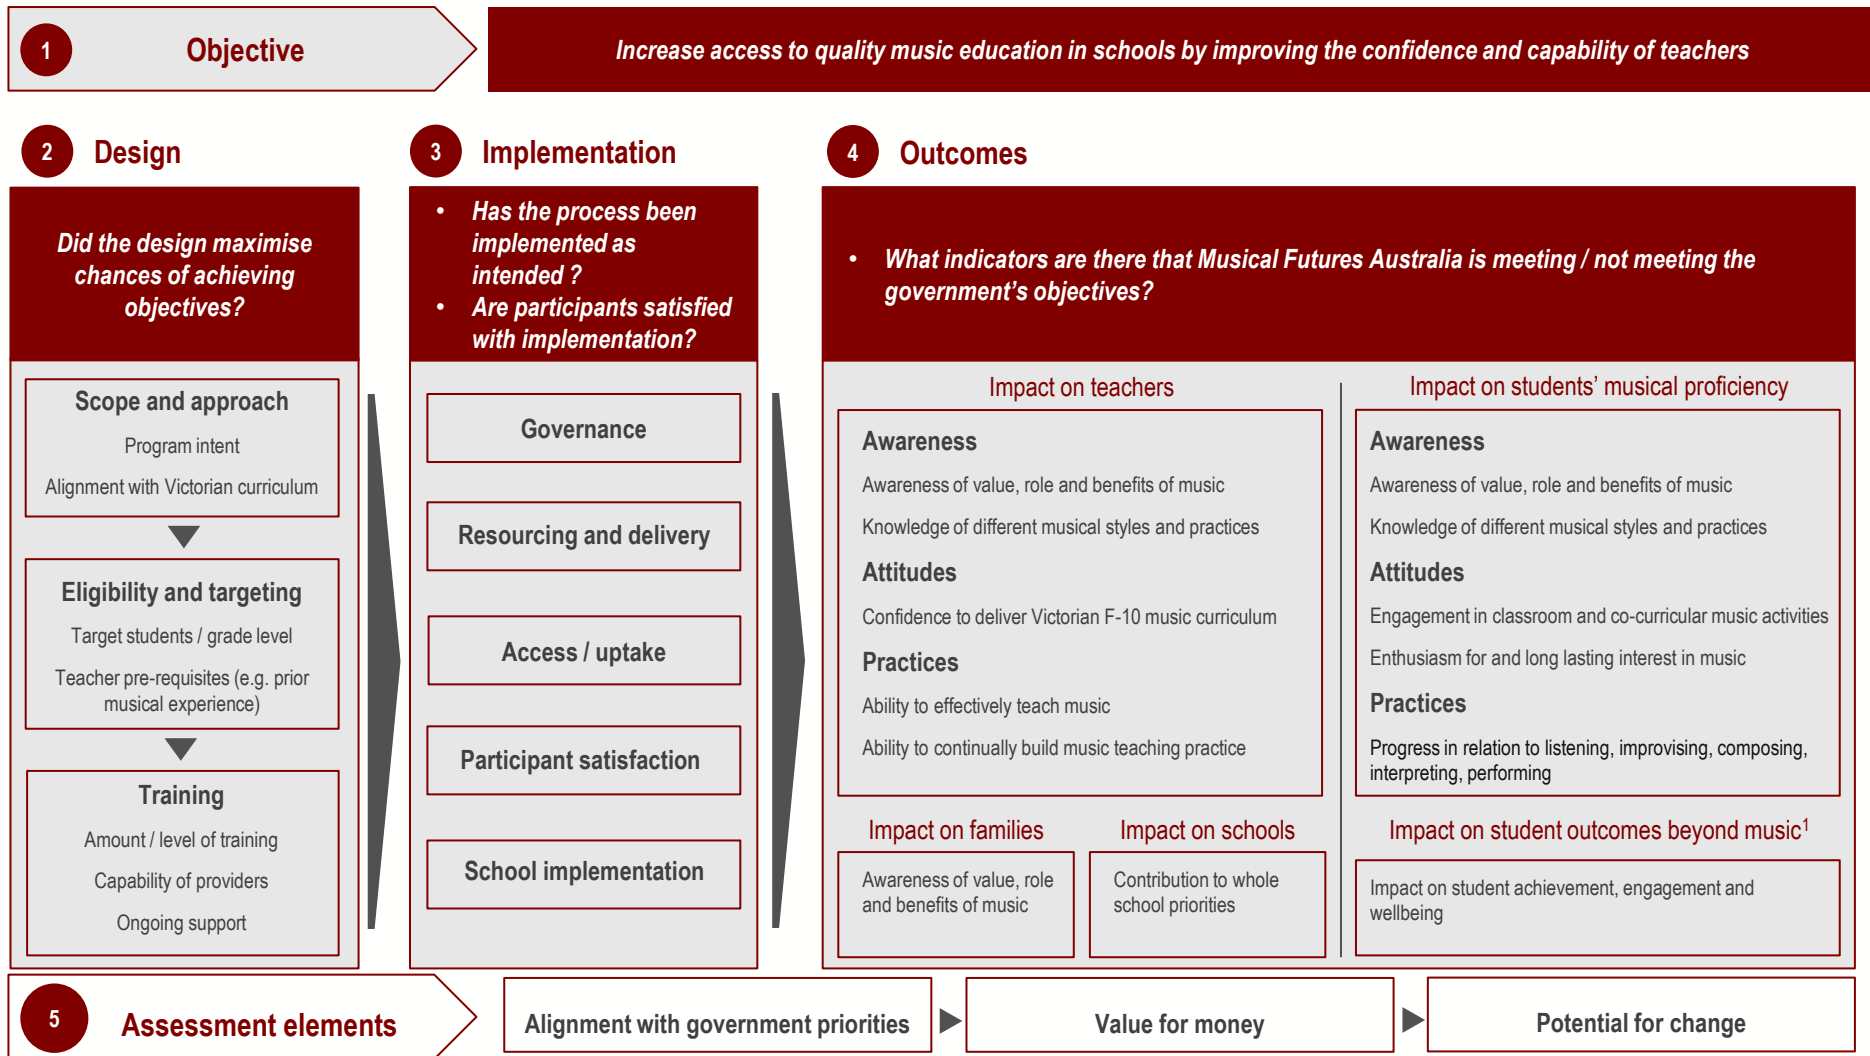 1
Objective
Increase access to quality music education in schools by improving the confidence and capability of teachers
2
Design
Did the design maximise
chances of achieving
objectives?
Scope and approach
Program intent
Alignment with Victorian curriculum
Eligibility and targeting
Target students / grade level
Teacher pre-requisites (e.g. prior
musical experience)
Training
Amount / level of training
Capability of providers
Ongoing support
3
Implementation
• Has the process been
implemented as
intended ?
• Are participants satisfied
with implementation?
Governance
Resourcing and delivery
Access / uptake
Participant satisfaction
School implementation
4
Outcomes
• What indicators are there that Musical Futures Australia is meeting / not meeting the
government's objectives?
Impact on teachers
Awareness
Awareness of value, role and benefits of music
Knowledge of different musical styles and practices
Attitudes
Confidence to deliver Victorian F-10 music curriculum
Practices
Ability to effectively teach music
Ability to continually build music teaching practice
Impact on students' musical proficiency
Awareness
Awareness of value, role and benefits of music
Knowledge of different musical styles and practices
Attitudes
Engagement in classroom and co-curricular music activities
Enthusiasm for and long lasting interest in music
Practices
Progress in relation to listening, improvising, composing,
interpreting, performing
Impact on families
Awareness of value, role
and benefits of music
Impact on schools
Contribution to whole
school priorities
Impact on student outcomes beyond music¹
Impact on student achievement, engagement and
wellbeing
5
Assessment elements
Alignment with government priorities
Value for money
Potential for change